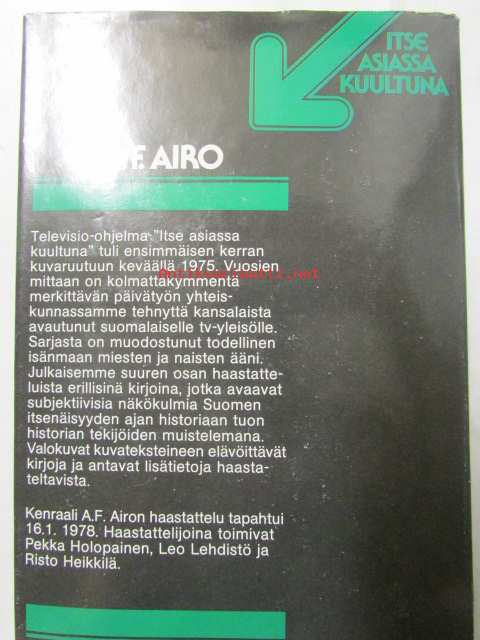 ITSE
ASIASSA
KUULTUNA
AIRO
Televisio-ohjelma "Itse asiassa
kuultuna" tuli ensimmäisen kerran
kuvaruutuun keväällä 1975. Vuosien
mittaan on kolmattakymmentä
merkittävän päivätyön yhteis-
kunnassamme tehnyttä kansalaista
avautunut suomalaiselle tv-yleisölle.
Sarjasta on muodostunut todellinen
isänmaan miesten ja naisten ääni.
Julkaisemme suuren osan haastatte-
luista erillisinä kirjoina, jotka avaavat
subjektiivisia näkökulmia Suomen
itsenäisyyden ajan historiaan tuon
historian tekijöiden muistelemana.
Valokuvat kuvateksteineen elävöittävät
kirjoja ja antavat lisätietoja haasta-
teltavista.
Kenraali A.F. Airon haastattelu tapahtui
16.1. 1978. Haastattelijoina toimivat
Pekka Holopainen, Leo Lehdistö ja
Risto Heikkilä.